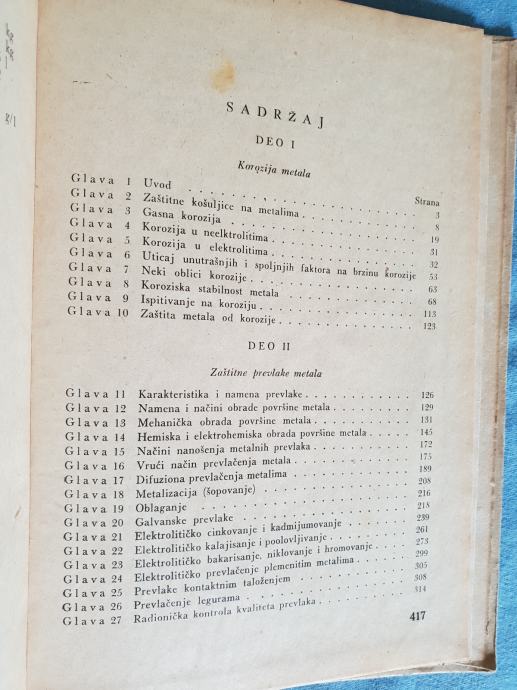 SADRŽAJ
DEO I
Korozija metala
Strana
Glava 1 Uvod . . . 3
Glava 2 Zaštitne košuljice na metalima . . . 8
Glava 3 Gasna korozija . . . 19
Glava 4 Korozija u neelktrolitima . . . 31
Glava 5 Korozija u elektrolitima . . . 32
Glava 6 Uticaj unutrašnjih i spoljnjih faktora na brzinu korozije 53
Glava 7 Neki oblici korozije . . . 63
Glava 8 Koroziska stabilnost metala . . . 68
Glava 9 Ispitivanje na koroziju . . . 113
Glava 10 Zaštita metala od korozije . . . 123
DEO II
Zaštitne prevlake metala
Glava 11 Karakteristika i namena prevlake . . . 126
Glava 12 Namena i načini obrade površine metala . . . 129
Glava 13 Mehanička obrada površine metala . . . 131
Glava 14 Hemiska i elektrohemiska obrada površine metala . . . 145
Glava 15 Načini nanošenja metalnih prevlaka . . . 172
Glava 16 Vrući način prevlačenja metala . . . 175
Glava 17 Difuziona prevlačenja metalima . . . 189
Glava 18 Metalizacija (šopovanje) . . . 208
Glava 19 Oblaganje . . . 216
Glava 20 Galvanske prevlake . . . 218
Glava 21 Elektrolitičko cinkovanje i kadmijumovanje . . . 239
Glava 22 Elektrolitičko kalajisanje i poolovljivanje . . . 261
Glava 23 Elektrolitičko bakarisanje, niklovanje i hromovanje . . . 273
Glava 24 Elektrolitičko prevlačenje plemenitim metalima . . . 299
Glava 25 Prevlake kontaktnim taloženjem . . . 305
Glava 26 Prevlačenje legurama . . . 308
Glava 27 Radionička kontrola kvaliteta prevlaka . . . 314
417